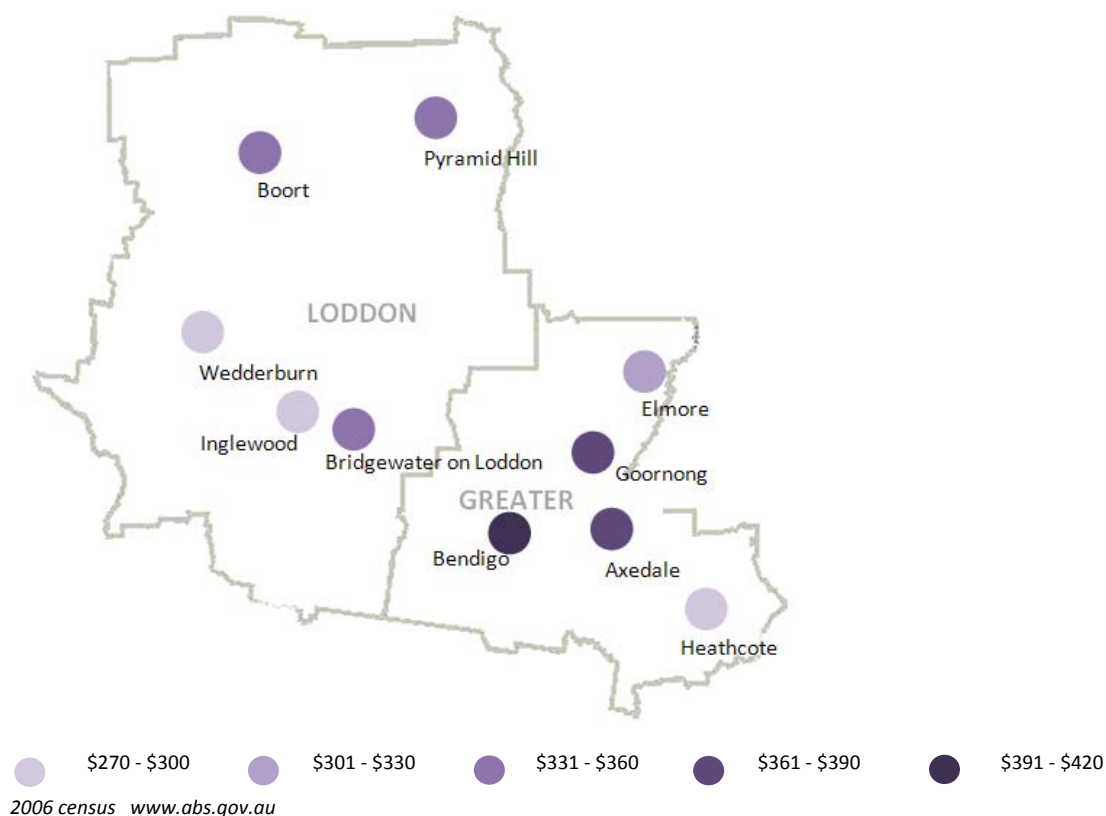 Pyramid Hill
Boort
LODDON
Wedderburn
Elmore
Inglewood
Bridgewater on Loddon
Goornong
GREATER
Bendigo
Axedale
Heathcote
$270 - $300 $301 - $330 $331 - $360 $361 - $390 $391 - $420
2006 census www.abs.gov.au